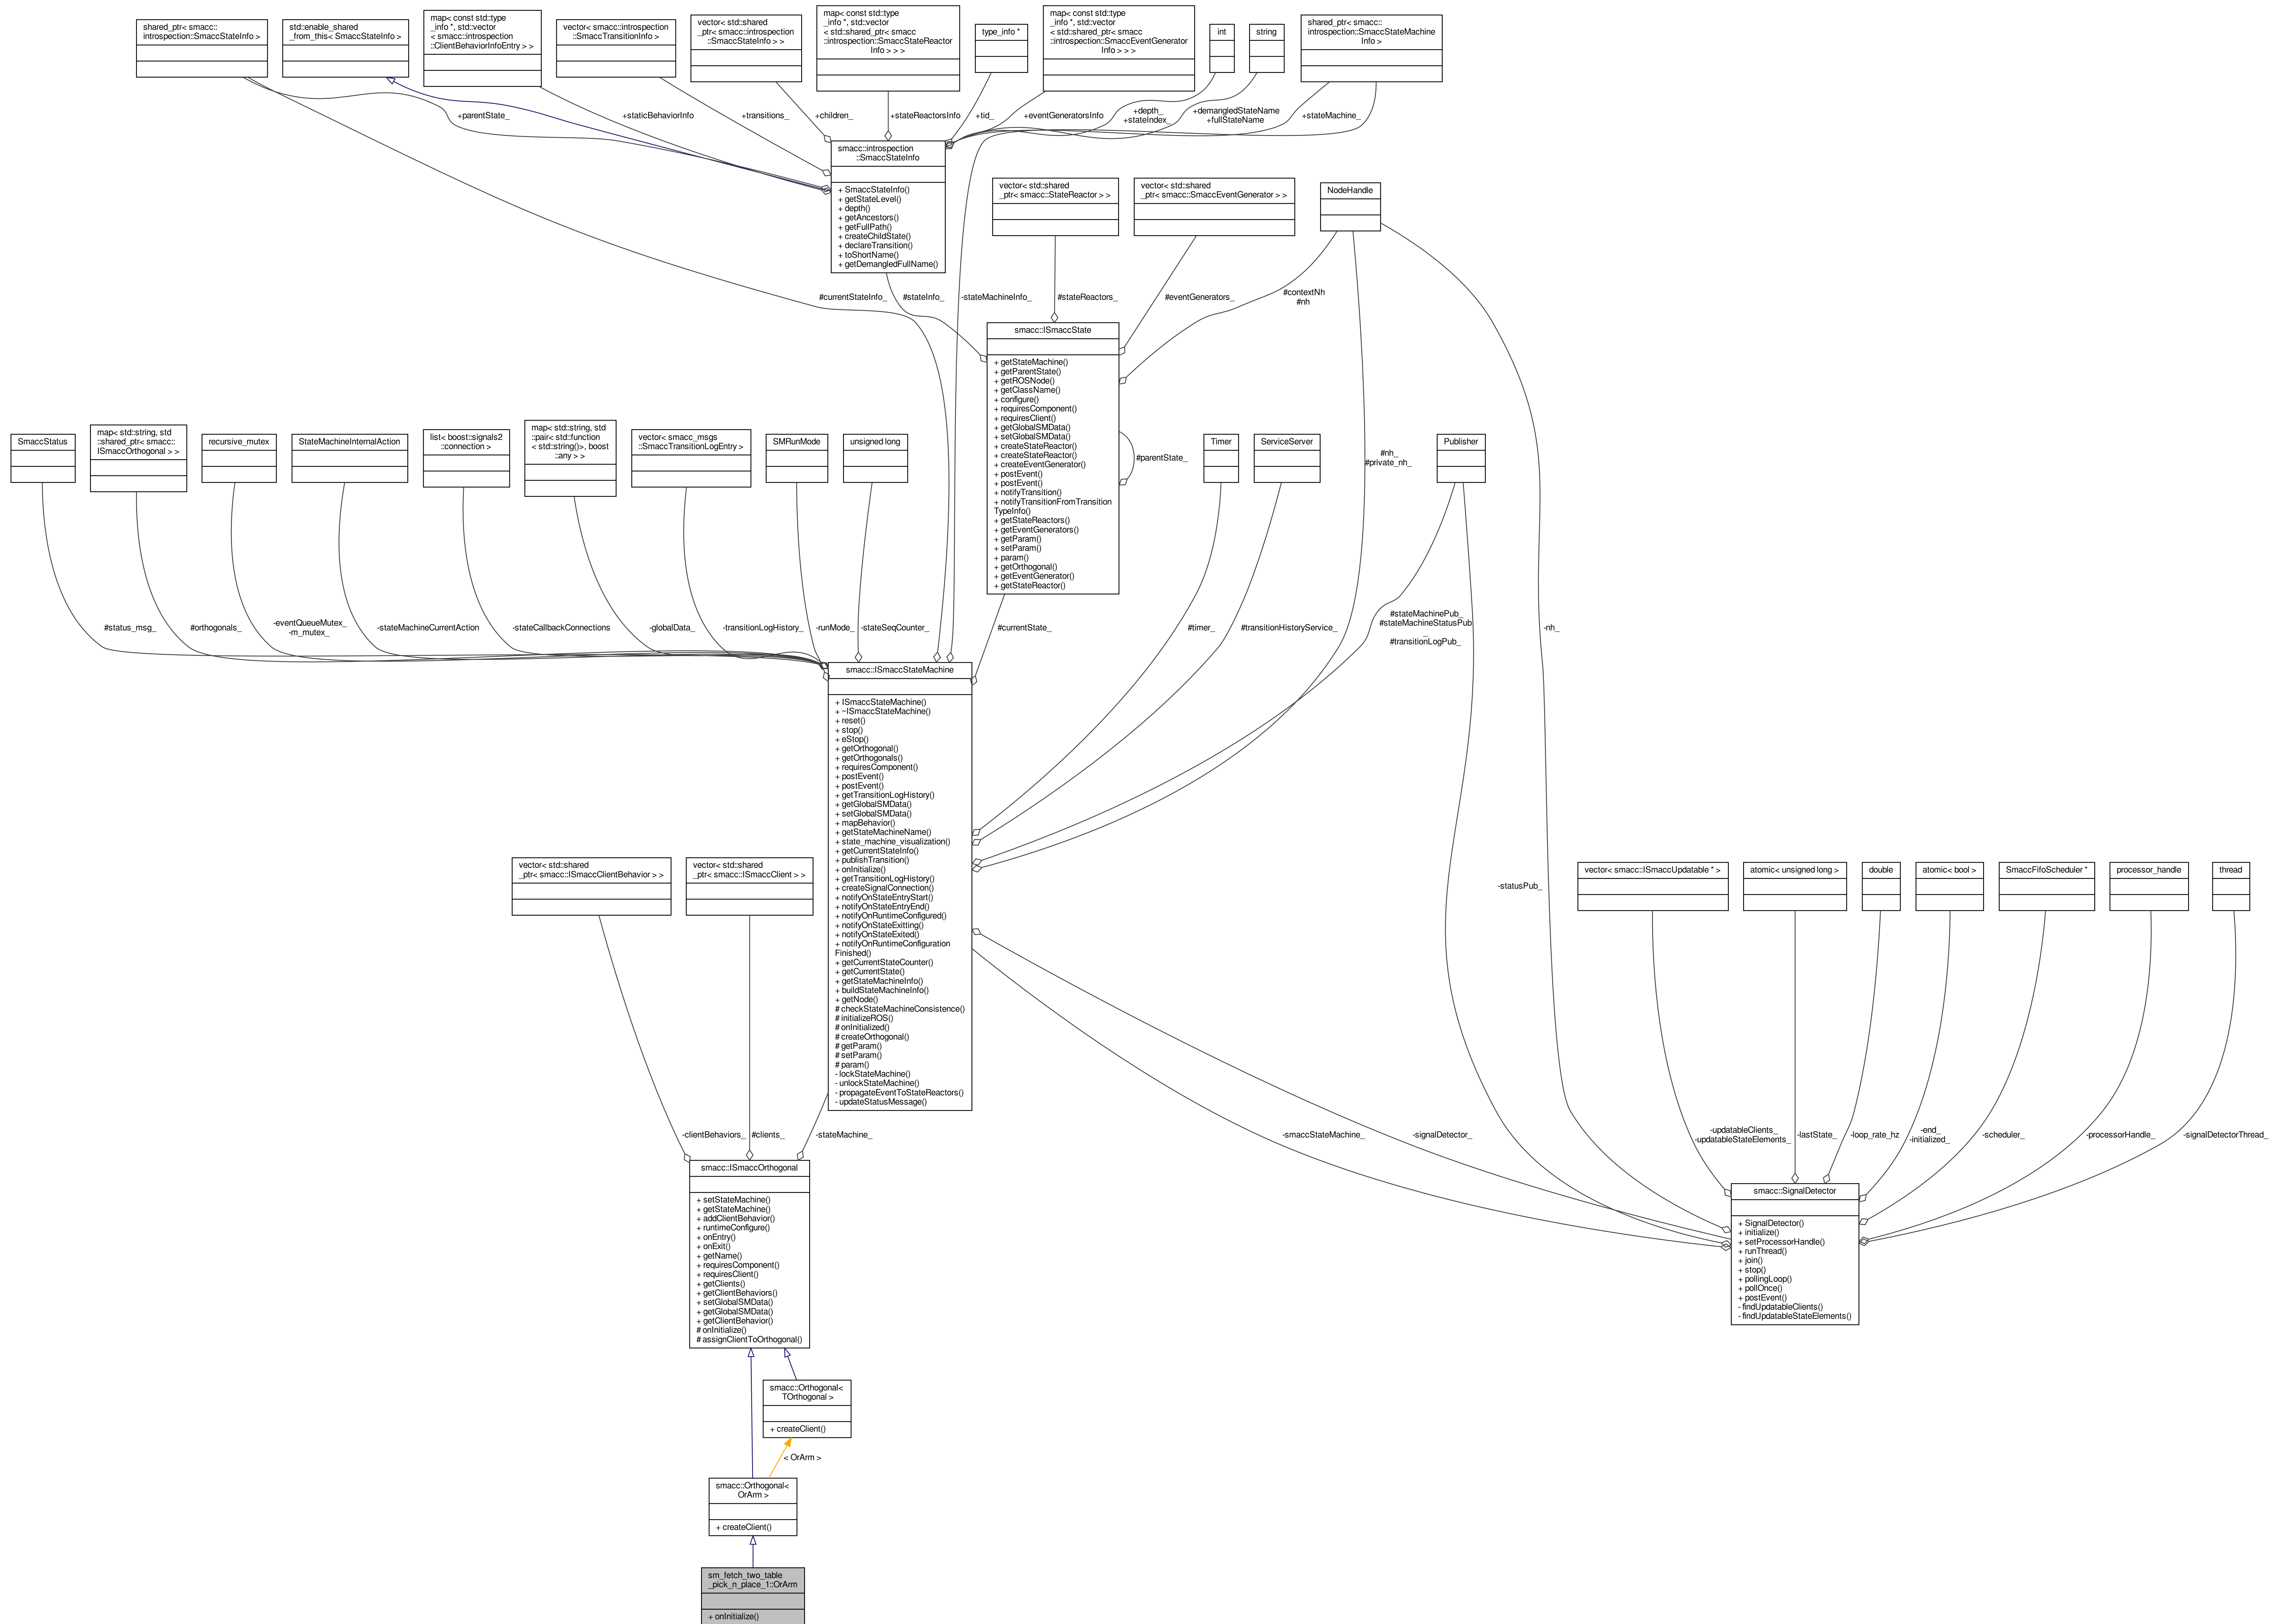 shared_ptr< smacc::
introspection::SmaccStateInfo >
std::enable_shared
_from_this< SmaccStateInfo >
map< const std::type
_info *, std::vector
< smacc::introspection
::ClientBehaviorInfoEntry > >
vector< smacc::introspection
::SmaccTransitionInfo >
vector< std::shared
_ptr< smacc::introspection
::SmaccStateInfo > >
map< const std::type
_info *, std::vector
< std::shared_ptr< smacc
::introspection::SmaccStateReactor
Info > > >
type_info *
map< const std::type
_info *, std::vector
< std::shared_ptr< smacc
::introspection::SmaccEventGenerator
Info > > >
int
string
shared_ptr< smacc::
introspection::SmaccStateMachine
Info >
+parentState_
+staticBehaviorInfo
+transitions_
+children_
+stateReactorsInfo
+tid_
+eventGeneratorsInfo
+depth_
+stateIndex_
+demangledStateName
+fullStateName
+stateMachine_
smacc::introspection
::SmaccStateInfo
+ SmaccStateInfo()
+ getStateLevel()
+ depth()
+ getAncestors()
+ getFullPath()
+ createChildState()
+ declareTransition()
+ toShortName()
+ getDemangledFullName()
vector< std::shared
_ptr< smacc::StateReactor > >
vector< std::shared
_ptr< smacc::SmaccEventGenerator > >
NodeHandle
#currentStateInfo_
#stateInfo_
-stateMachineInfo_
#stateReactors_
#eventGenerators_
#contextNh
#nh
smacc::ISmaccState
+ getStateMachine()
+ getParentState()
+ getROSNode()
+ getClassName()
+ configure()
+ requiresComponent()
+ requiresClient()
+ getGlobalSMData()
+ setGlobalSMData()
+ createStateReactor()
+ createStateReactor()
+ createEventGenerator()
+ postEvent()
+ postEvent()
+ notifyTransition()
+ notifyTransitionFromTransition
TypeInfo()
+ getStateReactors()
+ getEventGenerators()
+ getParam()
+ setParam()
+ param()
+ getOrthogonal()
+ getEventGenerator()
+ getStateReactor()
#parentState_
SmaccStatus
map< std::string, std
::shared_ptr< smacc::
ISmaccOrthogonal > >
recursive_mutex
StateMachineInternalAction
list< boost::signals2
::connection >
map< std::string, std
::pair< std::function
< std::string()>, boost
::any > >
vector< smacc_msgs
::SmaccTransitionLogEntry >
SMRunMode
unsigned long
Timer
ServiceServer
#nh_
#private_nh_
Publisher
#status_msg_
#orthogonals_
-eventQueueMutex_
-m_mutex_
-stateMachineCurrentAction
-stateCallbackConnections
-globalData_
-transitionLogHistory_
-runMode_
-stateSeqCounter_
#currentState_
#timer_
#transitionHistoryService_
#stateMachinePub_
#stateMachineStatusPub
_
#transitionLogPub_
-nh_
smacc::ISmaccStateMachine
+ ISmaccStateMachine()
+ ~ISmaccStateMachine()
+ reset()
+ stop()
+ eStop()
+ getOrthogonal()
+ getOrthogonals()
+ requiresComponent()
+ postEvent()
+ postEvent()
+ getTransitionLogHistory()
+ getGlobalSMData()
+ setGlobalSMData()
+ mapBehavior()
+ getStateMachineName()
+ state_machine_visualization()
+ getCurrentStateInfo()
+ publishTransition()
+ onInitialize()
+ getTransitionLogHistory()
+ createSignalConnection()
+ notifyOnStateEntryStart()
+ notifyOnStateEntryEnd()
+ notifyOnRuntimeConfigured()
+ notifyOnStateExitting()
+ notifyOnStateExited()
+ notifyOnRuntimeConfiguration
Finished()
+ getCurrentStateCounter()
+ getCurrentState()
+ getStateMachineInfo()
+ buildStateMachineInfo()
+ getNode()
# checkStateMachineConsistence()
# initializeROS()
# onInitialized()
# createOrthogonal()
# getParam()
# setParam()
# param()
- lockStateMachine()
- unlockStateMachine()
- propagateEventToStateReactors()
- updateStatusMessage()
vector< std::shared
_ptr< smacc::ISmaccClientBehavior > >
vector< std::shared
_ptr< smacc::ISmaccClient > >
-statusPub_
vector< smacc::ISmaccUpdatable * >
atomic< unsigned long >
double
atomic< bool >
SmaccFifoScheduler *
processor_handle
thread
-clientBehaviors_
#clients_
-stateMachine_
-smaccStateMachine_
-signalDetector_
-updatableClients_
-updatableStateElements_
-lastState_
-loop_rate_hz
-end_
-initialized_
-scheduler_
-processorHandle_
-signalDetectorThread_
smacc::ISmaccOrthogonal
+ setStateMachine()
+ getStateMachine()
+ addClientBehavior()
+ runtimeConfigure()
+ onEntry()
+ onExit()
+ getName()
+ requiresComponent()
+ requiresClient()
+ getClients()
+ getClientBehaviors()
+ setGlobalSMData()
+ getGlobalSMData()
+ getClientBehavior()
# onInitialize()
# assignClientToOrthogonal()
smacc::SignalDetector
+ SignalDetector()
+ initialize()
+ setProcessorHandle()
+ runThread()
+ join()
+ stop()
+ pollingLoop()
+ pollOnce()
+ postEvent()
- findUpdatableClients()
- findUpdatableStateElements()
smacc::Orthogonal<
TOrthogonal >
+ createClient()
< OrArm >
smacc::Orthogonal<
OrArm >
+ createClient()
sm_fetch_two_table
_pick_n_place_1::OrArm
+ onInitialize()